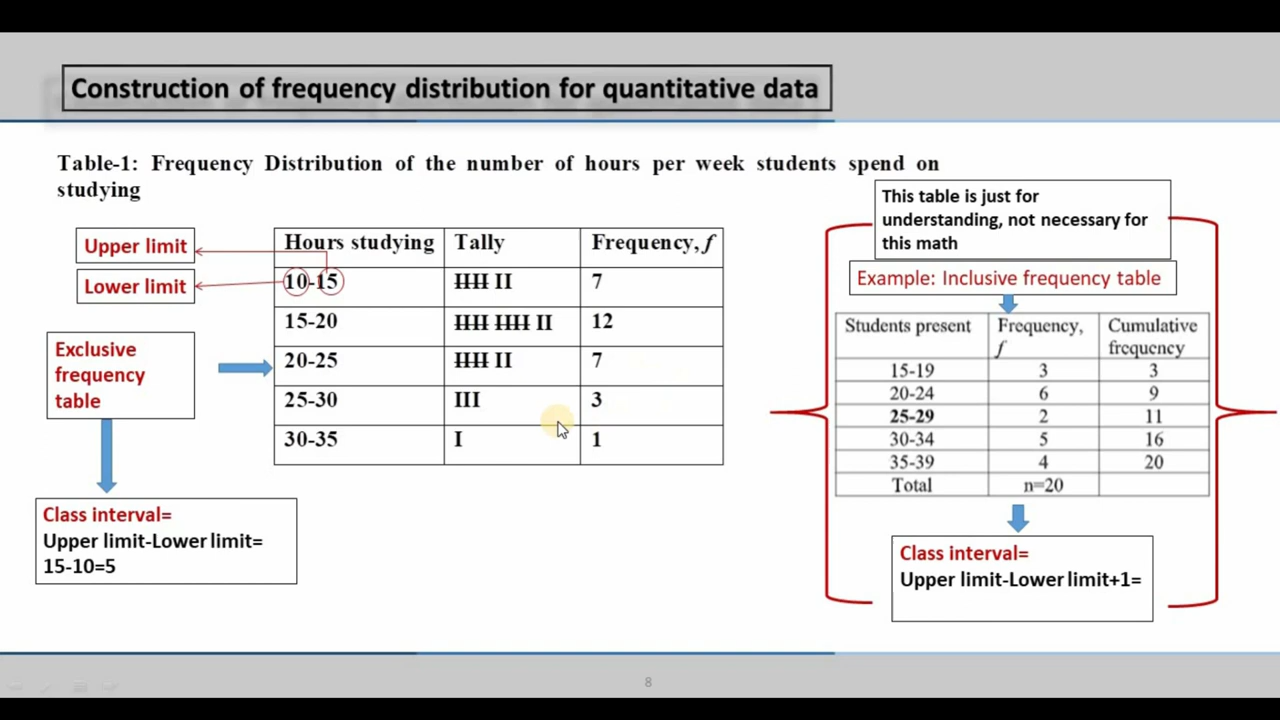 Construction of frequency distribution for quantitative data
Table-1: Frequency Distribution of the number of hours per week students spend on
studying
Upper limit
Lower limit
Exclusive
frequency
table
Class interval=
Upper limit-Lower limit=
15-10=5
Hours studying Tally Frequency, f
10-15 IIII II 7
15-20 IIII IIII II 12
20-25 IIII II 7
25-30 III 3
30-35 I 1
This table is just for
understanding, not necessary for
this math
Example: Inclusive frequency table
Students present Frequency, Cumulative
f frequency
15-19 3 3
20-24 6 9
25-29 2 11
30-34 5 16
35-39 4 20
Total n=20
Class interval=
Upper limit-Lower limit+1=
8